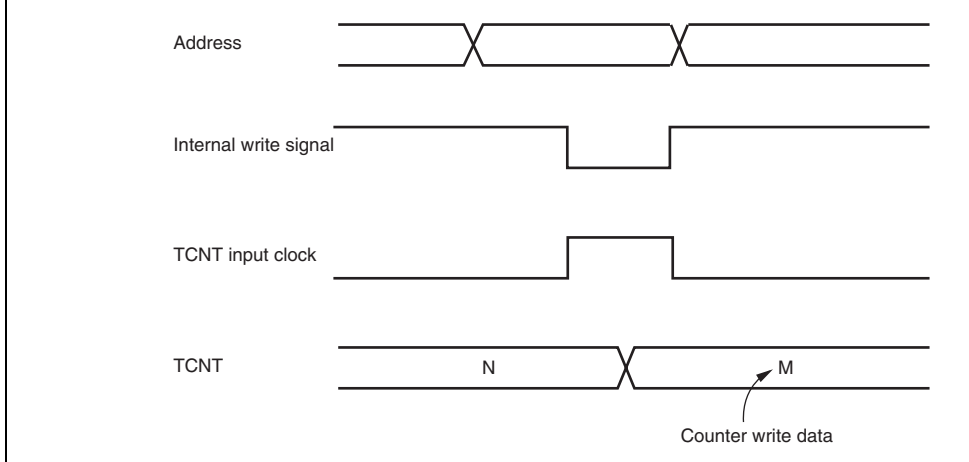 Address
Internal write signal
TCNT input clock
TCNT
N
M
Counter write data